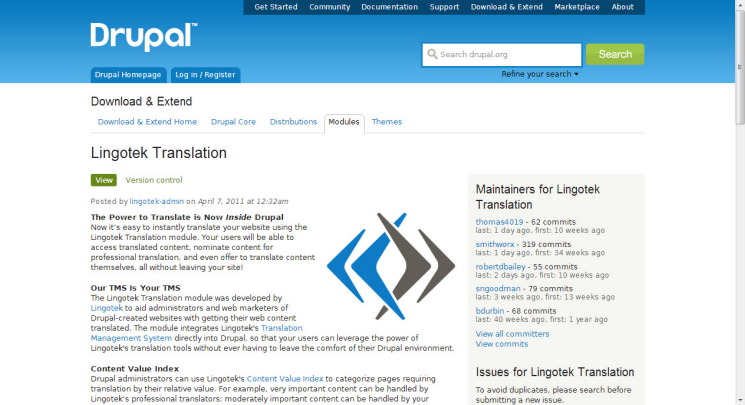 Get Started Community Documentation Support Download & Extend Marketplace About
Drupal™
Search drupal.org
Search
Refine your search
Drupal Homepage Log in / Register
Download & Extend
Download & Extend Home Drupal Core Distributions Modules Themes
Lingotek Translation
View Version control
Posted by lingotek-admin on April 7, 2011 at 12:32am
The Power to Translate is Now Inside Drupal
Now it's easy to instantly translate your website using the
Lingotek Translation module. Your users will be able to
access translated content, nominate content for
professional translation, and even offer to translate content
themselves, all without leaving your site!
Our TMS Is Your TMS
The Lingotek Translation module was developed by
Lingotek to aid administrators and web marketers of
Drupal-created websites with getting their web content
translated. The module integrates Lingotek's Translation
Management System directly into Drupal, so that your users can leverage the power of
Lingotek's translation tools without ever having to leave the comfort of their Drupal environment.
Content Value Index
Drupal administrators can use Lingotek's Content Value Index to categorize pages requiring
translation by their relative value. For example, very important content can be handled by
Lingotek's professional translators; moderately important content can be handled by your
Maintainers for Lingotek
Translation
thomas4019 - 62 commits
last: 1 day ago, first: 10 weeks ago
smithworx - 319 commits
last: 1 day ago, first: 34 weeks ago
robertdbailey - 55 commits
last: 2 days ago, first: 10 weeks ago
sngoodman - 79 commits
last: 3 weeks ago, first: 13 weeks ago
bdurbin - 68 commits
last: 40 weeks ago, first: 1 year ago
View all committers
View commits
Issues for Lingotek Translation
To avoid duplicates, please search before
submitting a new issue.